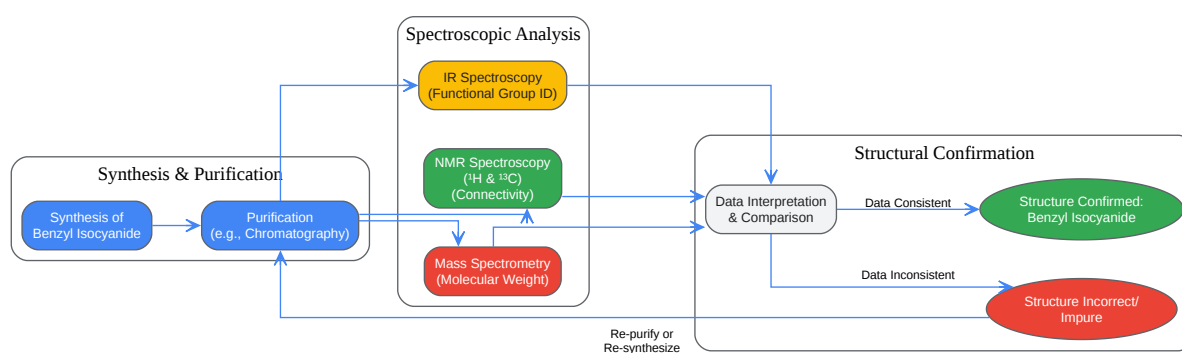 Spectroscopic Analysis
IR Spectroscopy
(Functional Group ID)
NMR Spectroscopy
(¹H & ¹³C)
(Connectivity)
Mass Spectrometry
(Molecular Weight)
Synthesis & Purification
Synthesis of
Benzyl Isocyanide
Purification
(e.g., Chromatography)
Structural Confirmation
Data Interpretation
& Comparison
Data Consistent
Structure Confirmed:
Benzyl Isocyanide
Data Inconsistent
Structure Incorrect/
Impure
Re-purify or
Re-synthesize